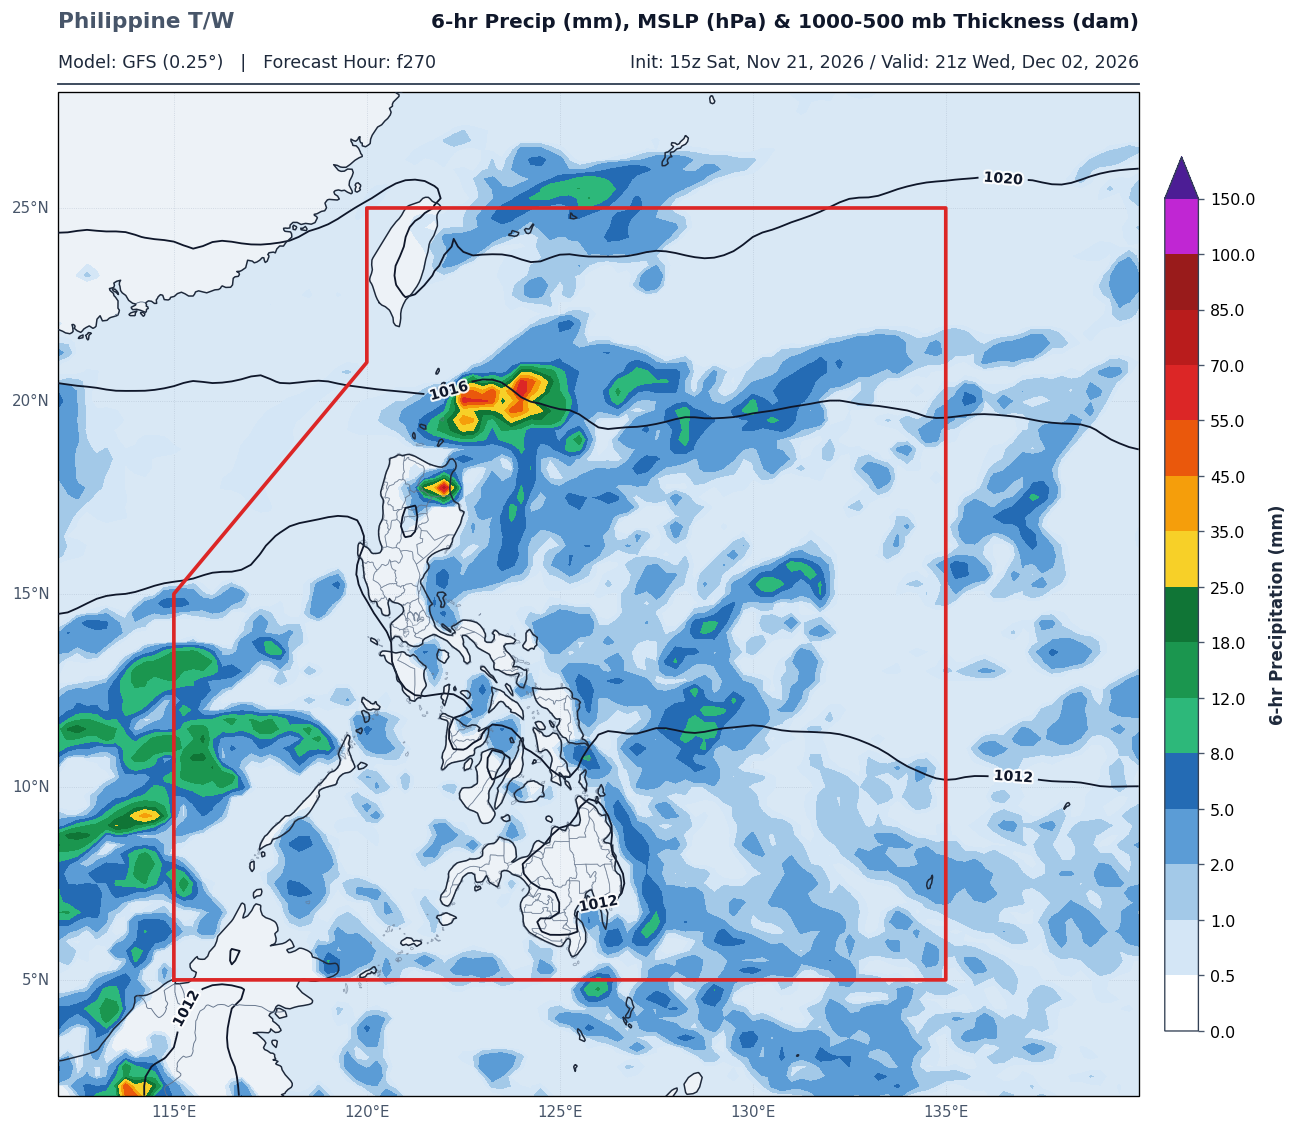 Philippine T/W
6-hr Precip (mm), MSLP (hPa) & 1000-500 mb Thickness (dam)
Model: GFS (0.25°)   |   Forecast Hour: f270
Init: 15z Sat, Nov 21, 2026 / Valid: 21z Wed, Dec 02, 2026
1020
1016
1012
1012
1012
25°N
20°N
15°N
10°N
5°N
115°E
120°E
125°E
130°E
135°E
150.0
100.0
85.0
70.0
55.0
45.0
35.0
25.0
18.0
12.0
8.0
5.0
2.0
1.0
0.5
0.0
6-hr Precipitation (mm)